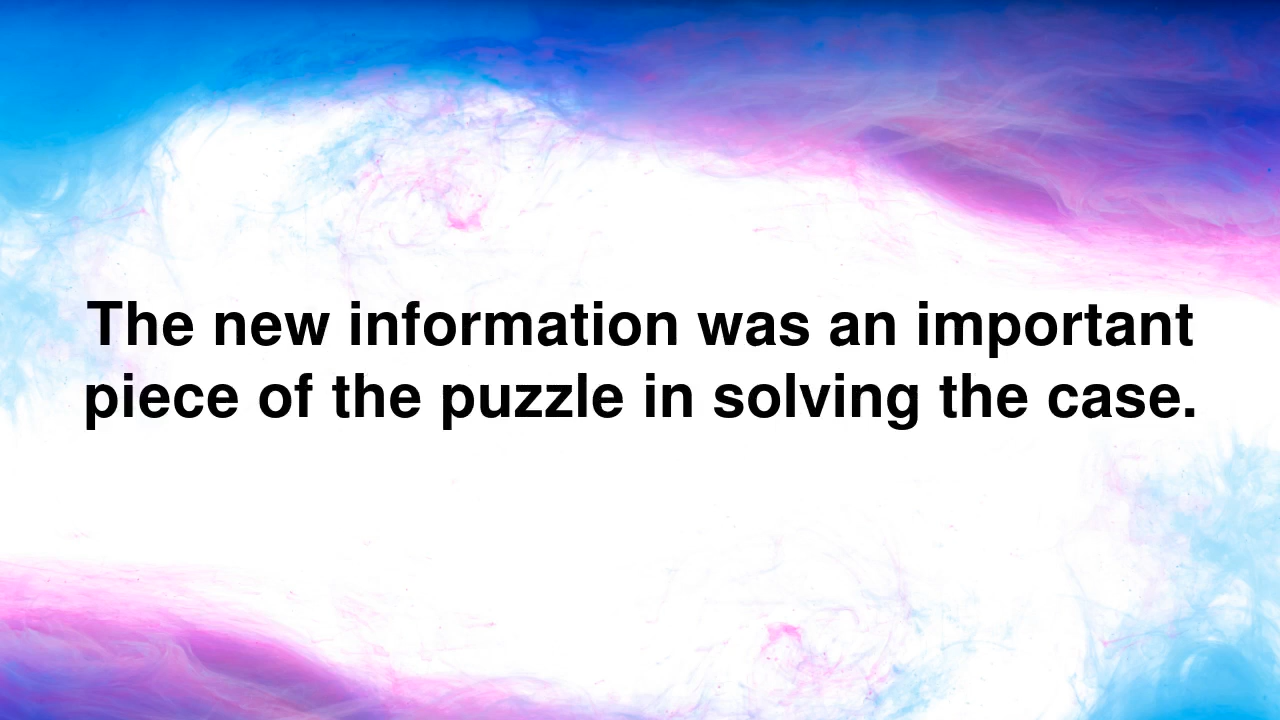 The new information was an important
piece of the puzzle in solving the case.